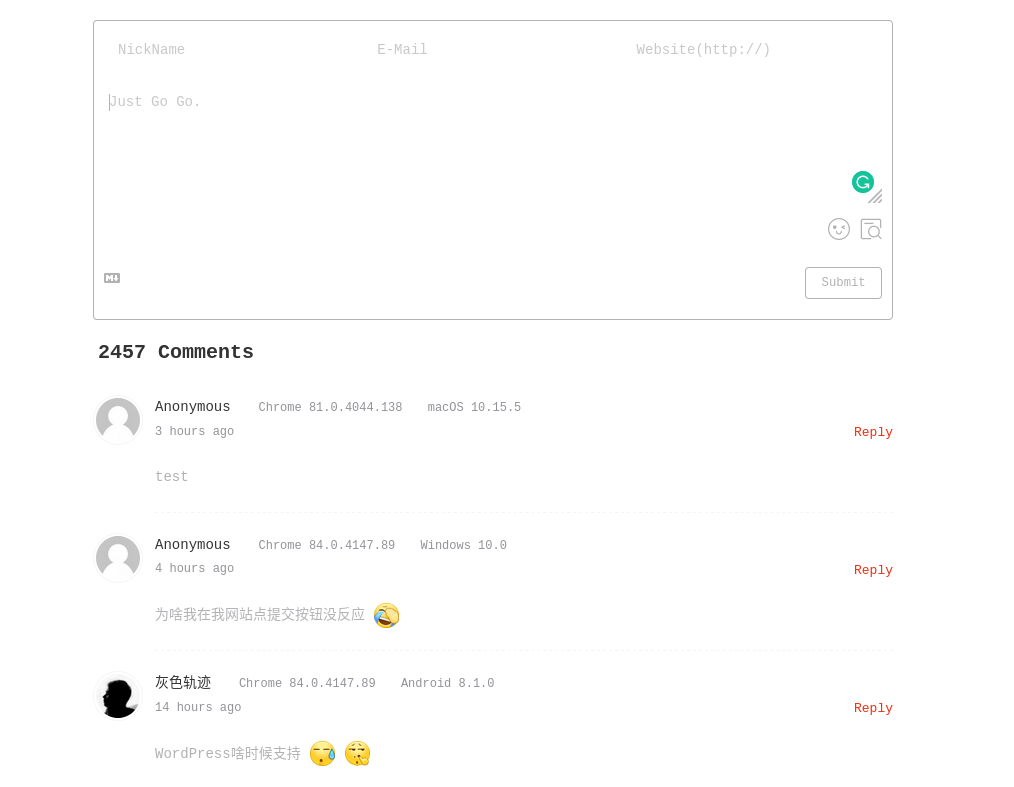 NickName E-Mail Website(http://)
Just Go Go.
M
Submit
2457 Comments
Anonymous Chrome 81.0.4044.138 macOS 10.15.5
3 hours ago
Reply
test
Anonymous Chrome 84.0.4147.89 Windows 10.0
4 hours ago
Reply
为啥我在我网站点提交按钮没反应
灰色轨迹 Chrome 84.0.4147.89 Android 8.1.0
14 hours ago
Reply
WordPress啥时候支持